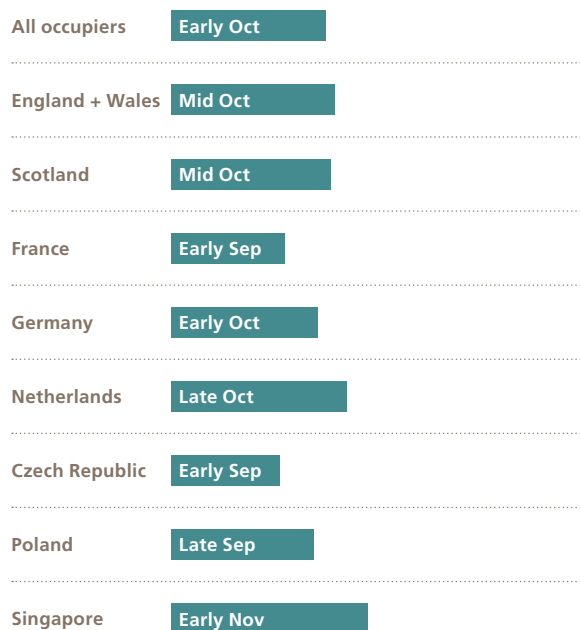 All occupiers Early Oct
England + Wales Mid Oct
Scotland Mid Oct
France Early Sep
Germany Early Oct
Netherlands Late Oct
Czech Republic Early Sep
Poland Late Sep
Singapore Early Nov